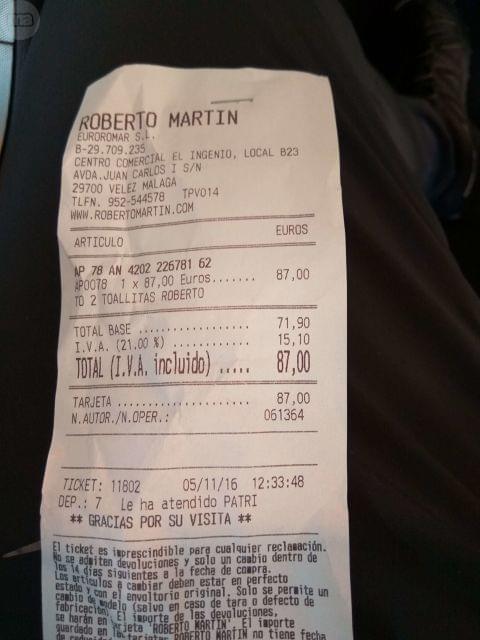 ma
ROBERTO MARTIN
EUROROMAR S.L.
B-29.709.235
CENTRO COMERCIAL EL INGENIO, LOCAL B23
AVDA.JUAN CARLOS I S/N
29700 VELEZ MALAGA
TLFN. 952-544578 TPV014
WWW.ROBERTOMARTIN.COM
ARTICULO EUROS
AP 78 AN 4202 226781 62
AP0078 1 x 87,00 Euros....... 87,00
TO 2 TOALLITAS ROBERTO
TOTAL BASE ................. 71,90
I.V.A. (21.00 %) ............. 15,10
TOTAL (I.V.A. incluido) ..... 87,00
TARJETA ..................... 87,00
N.AUTOR./N.OPER.: 061364
TICKET: 11802 05/11/16 12:33:48
DEP.: 7 Le ha atendido PATRI
** GRACIAS POR SU VISITA **
El ticket es imprescindible para cualquier reclamación.
No se admiten devoluciones y solo un cambio dentro de
los 14 días siguientes a la fecha de compra.
Los artículos a cambiar deben estar en perfecto
estado y con el envoltorio original. Solo se permite un
cambio de modelo (salvo en caso de tara o defecto de
fabricación). El importe de las devoluciones,
se harán en tarjeta 'ROBERTO MARTIN'. El importe
guardado en las tarjetas ROBERTO MARTIN no tiene fecha